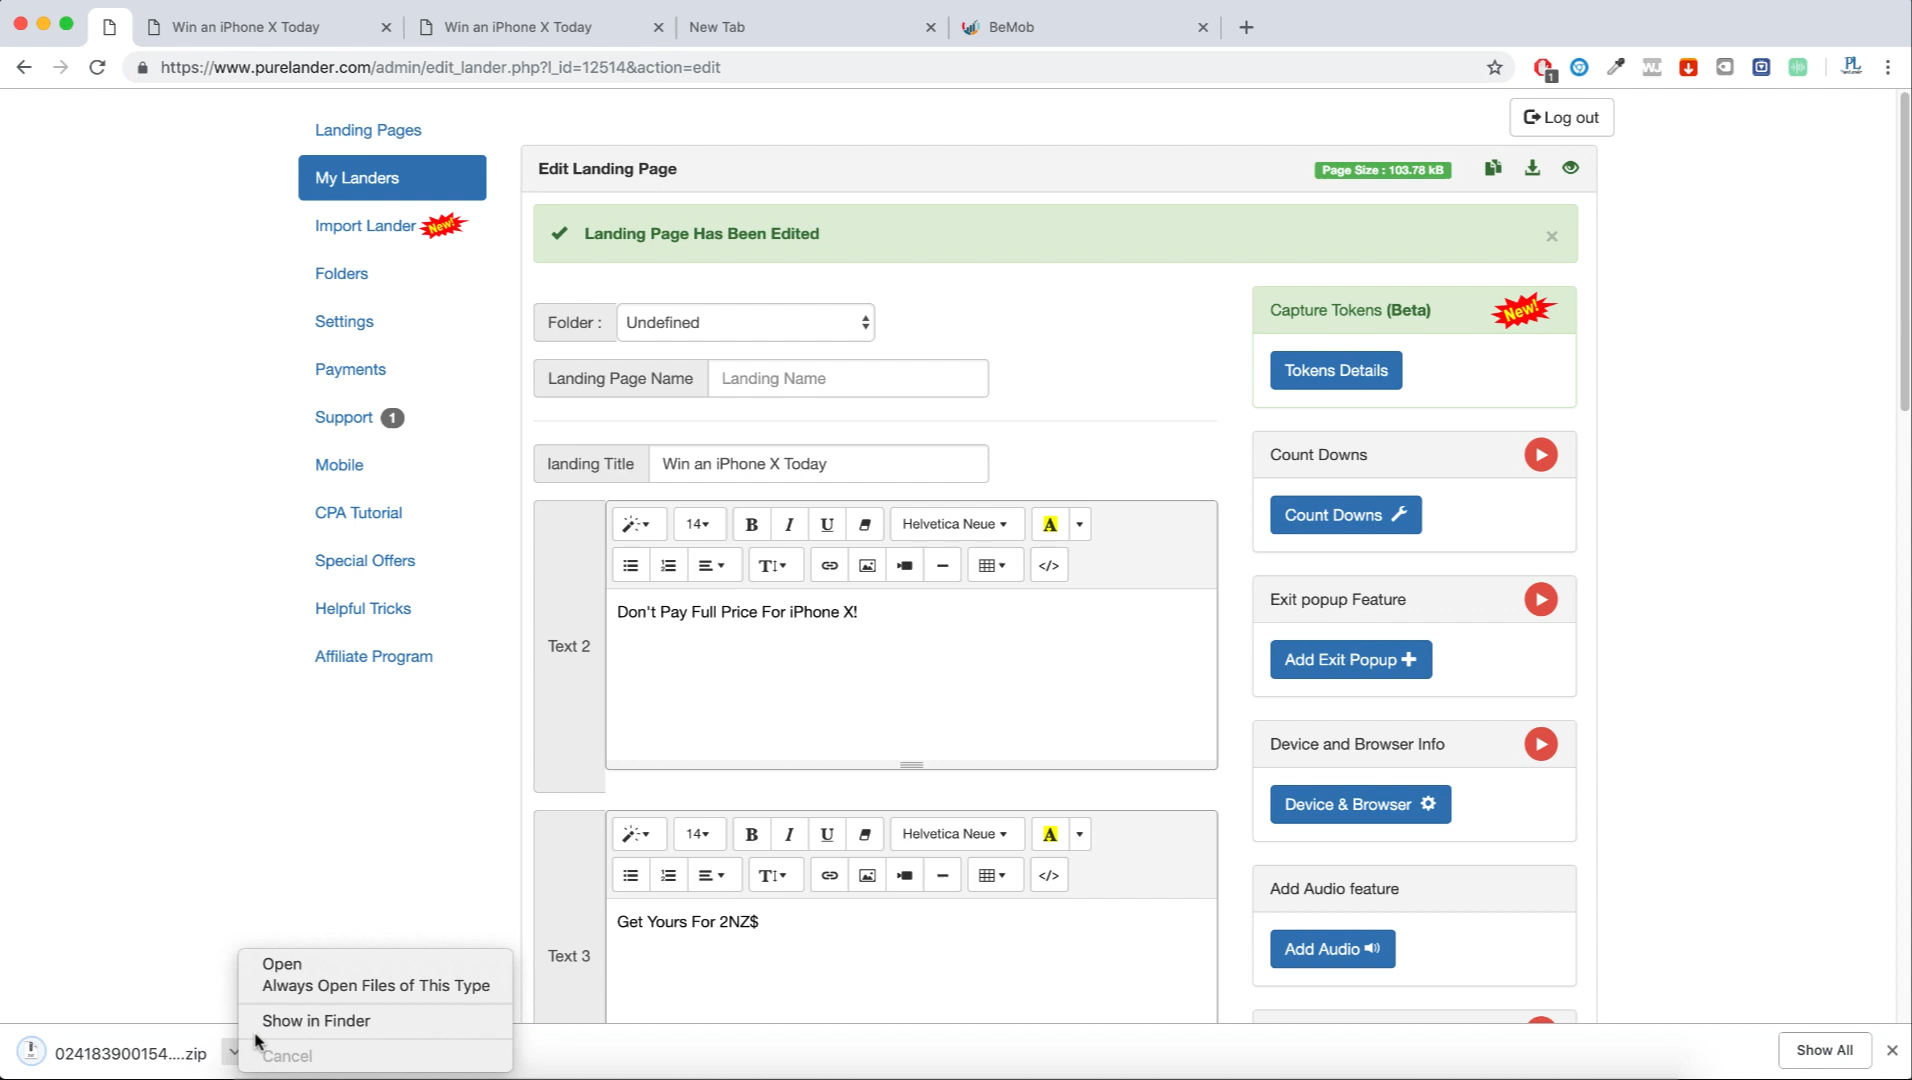 Win an iPhone X Today
Win an iPhone X Today
New Tab
BeMob
https://www.purelander.com/admin/edit_lander.php?l_id=12514&action=edit
1
PL
Log out
Landing Pages
My Landers
Import Lander New!
Folders
Settings
Payments
Support 1
Mobile
CPA Tutorial
Special Offers
Helpful Tricks
Affiliate Program
Edit Landing Page
Page Size : 103.78 kB
Landing Page Has Been Edited
Folder : Undefined
Landing Page Name Landing Name
landing Title Win an iPhone X Today
Text 2
14 B I U Helvetica Neue A
Don't Pay Full Price For iPhone X!
Text 3
14 B I U Helvetica Neue A
Get Yours For 2NZ$
Capture Tokens (Beta) New!
Tokens Details
Count Downs
Count Downs
Exit popup Feature
Add Exit Popup
Device and Browser Info
Device & Browser
Add Audio feature
Add Audio
Open
Always Open Files of This Type
Show in Finder
Cancel
024183900154....zip
Show All